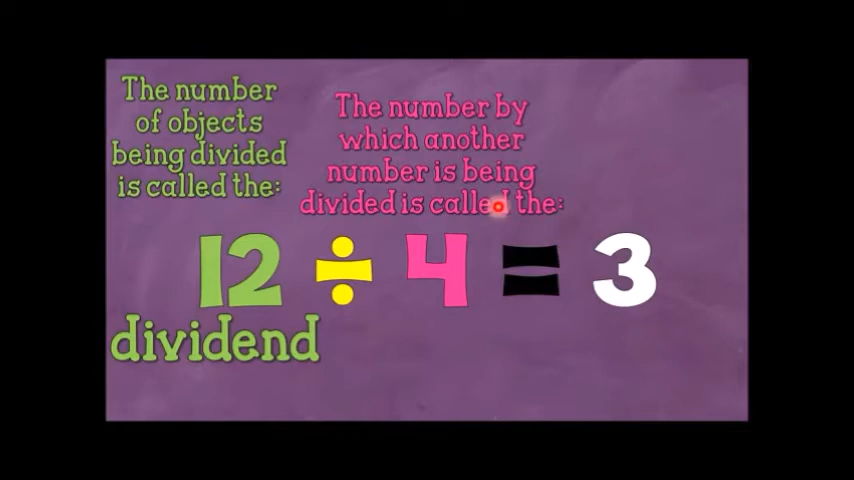 The number
of objects
being divided
is called the:
The number by
which another
number is being
divided is called the:
12 ÷ 4 = 3
dividend